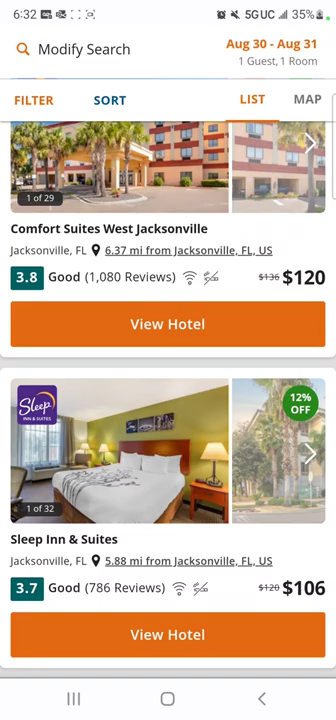 6:32 5GUC 35%
Modify Search
Aug 30 - Aug 31
1 Guest, 1 Room
FILTER SORT LIST MAP
1 of 29
Comfort Suites West Jacksonville
Jacksonville, FL 6.37 mi from Jacksonville, FL, US
3.8 Good (1,080 Reviews) $136 $120
View Hotel
Sleep
INN & SUITES
12%
OFF
1 of 32
Sleep Inn & Suites
Jacksonville, FL 5.88 mi from Jacksonville, FL, US
3.7 Good (786 Reviews) $120 $106
View Hotel